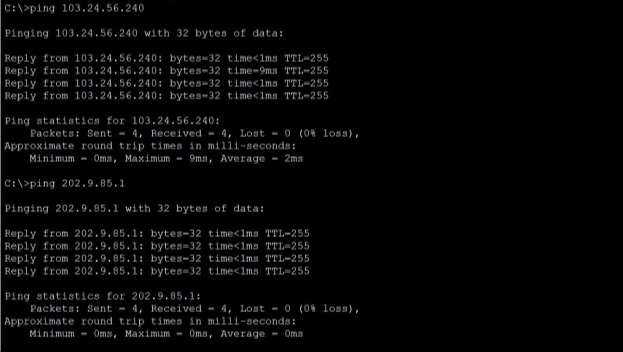 C:\>ping 103.24.56.240
Pinging 103.24.56.240 with 32 bytes of data:
Reply from 103.24.56.240: bytes=32 time<1ms TTL=255
Reply from 103.24.56.240: bytes=32 time=9ms TTL=255
Reply from 103.24.56.240: bytes=32 time<1ms TTL=255
Reply from 103.24.56.240: bytes=32 time<1ms TTL=255
Ping statistics for 103.24.56.240:
Packets: Sent = 4, Received = 4, Lost = 0 (0% loss),
Approximate round trip times in milli-seconds:
Minimum = 0ms, Maximum = 9ms, Average = 2ms
C:\>ping 202.9.85.1
Pinging 202.9.85.1 with 32 bytes of data:
Reply from 202.9.85.1: bytes=32 time<1ms TTL=255
Reply from 202.9.85.1: bytes=32 time<1ms TTL=255
Reply from 202.9.85.1: bytes=32 time<1ms TTL=255
Reply from 202.9.85.1: bytes=32 time<1ms TTL=255
Ping statistics for 202.9.85.1:
Packets: Sent = 4, Received = 4, Lost = 0 (0% loss),
Approximate round trip times in milli-seconds:
Minimum = 0ms, Maximum = 0ms, Average = 0ms